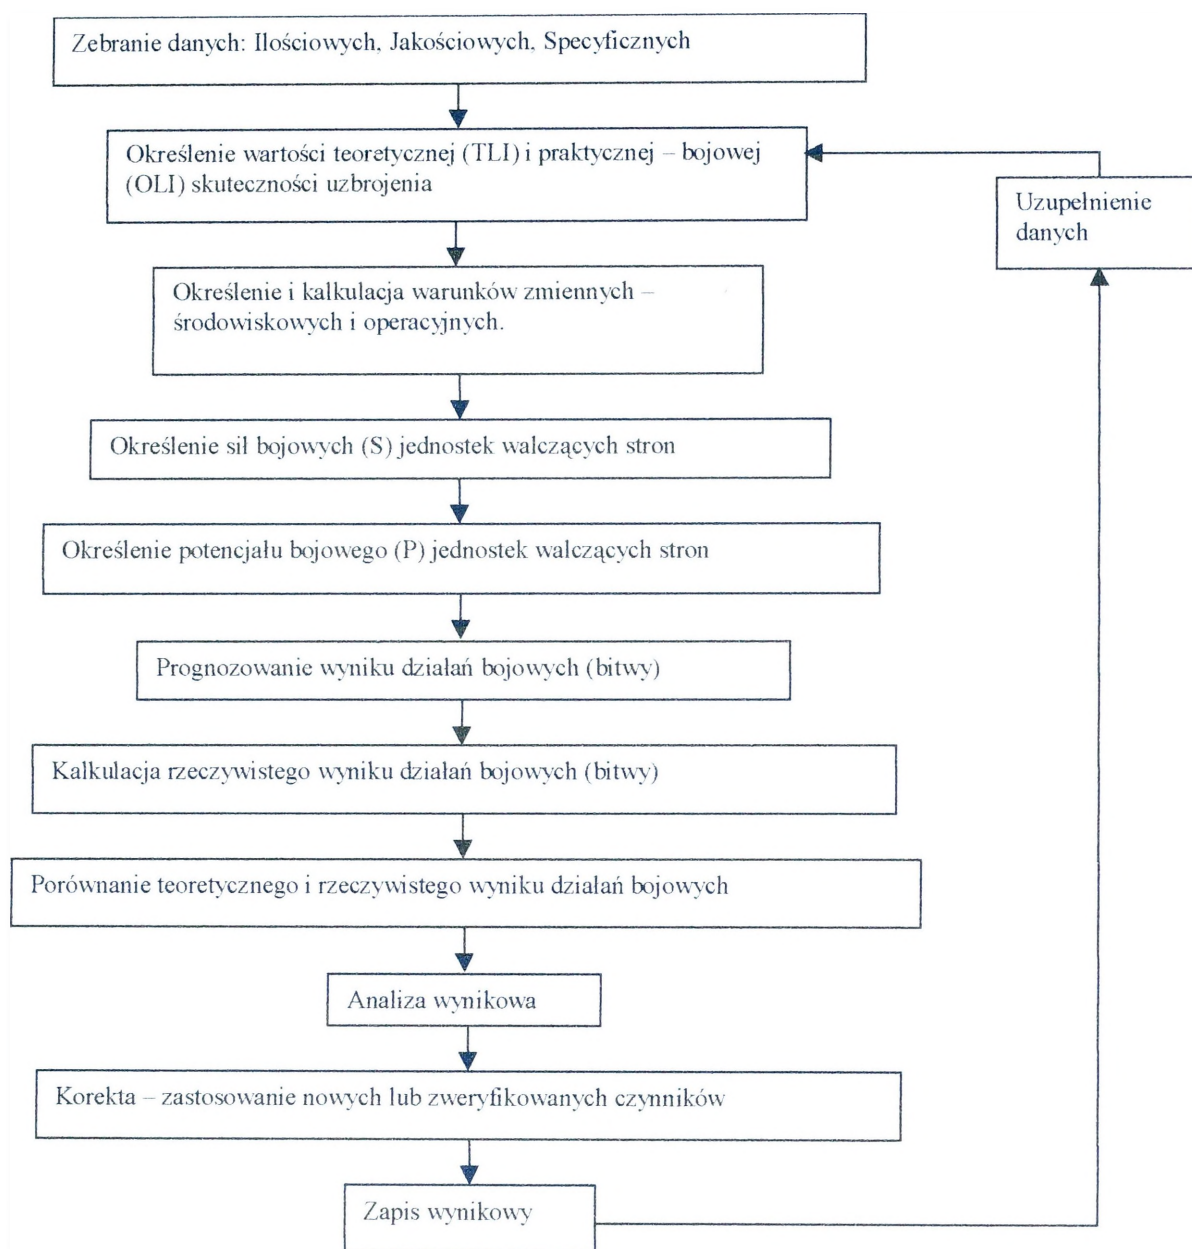 Zebranie danych: Ilościowych, Jakościowych, Specyficznych
Określenie wartości teoretycznej (TLI) i praktycznej – bojowej
(OLI) skuteczności uzbrojenia
Uzupełnienie
danych
Określenie i kalkulacja warunków zmiennych –
środowiskowych i operacyjnych.
Określenie sił bojowych (S) jednostek walczących stron
Określenie potencjału bojowego (P) jednostek walczących stron
Prognozowanie wyniku działań bojowych (bitwy)
Kalkulacja rzeczywistego wyniku działań bojowych (bitwy)
Porównanie teoretycznego i rzeczywistego wyniku działań bojowych
Analiza wynikowa
Korekta – zastosowanie nowych lub zweryfikowanych czynników
Zapis wynikowy